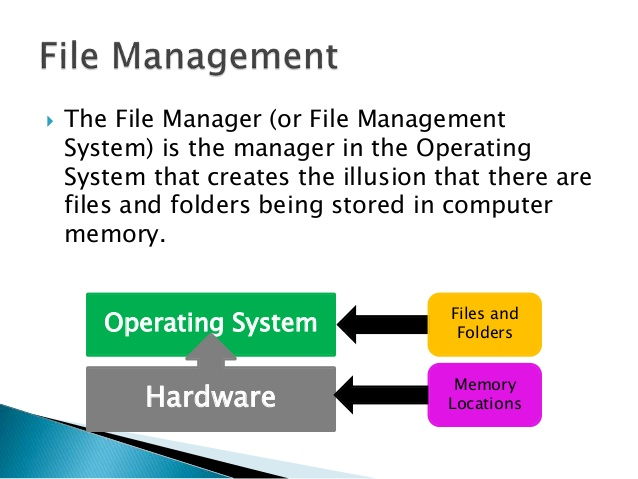 File Management
The File Manager (or File Management
System) is the manager in the Operating
System that creates the illusion that there are
files and folders being stored in computer
memory.
Operating System
Files and
Folders
Hardware
Memory
Locations